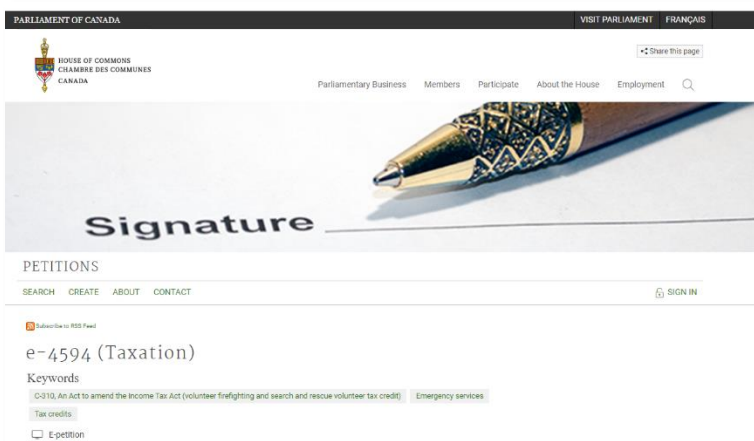 PARLIAMENT OF CANADA
VISIT PARLIAMENT FRANÇAIS
Share this page
HOUSE OF COMMONS
CHAMBRE DES COMMUNES
CANADA
Parliamentary Business Members Participate About the House Employment
Signature
PETITIONS
SEARCH CREATE ABOUT CONTACT
SIGN IN
Subscribe to RSS Feed
e-4594 (Taxation)
Keywords
C-310, An Act to amend the Income Tax Act (volunteer firefighting and search and rescue volunteer tax credit) Emergency services
Tax credits
E-petition